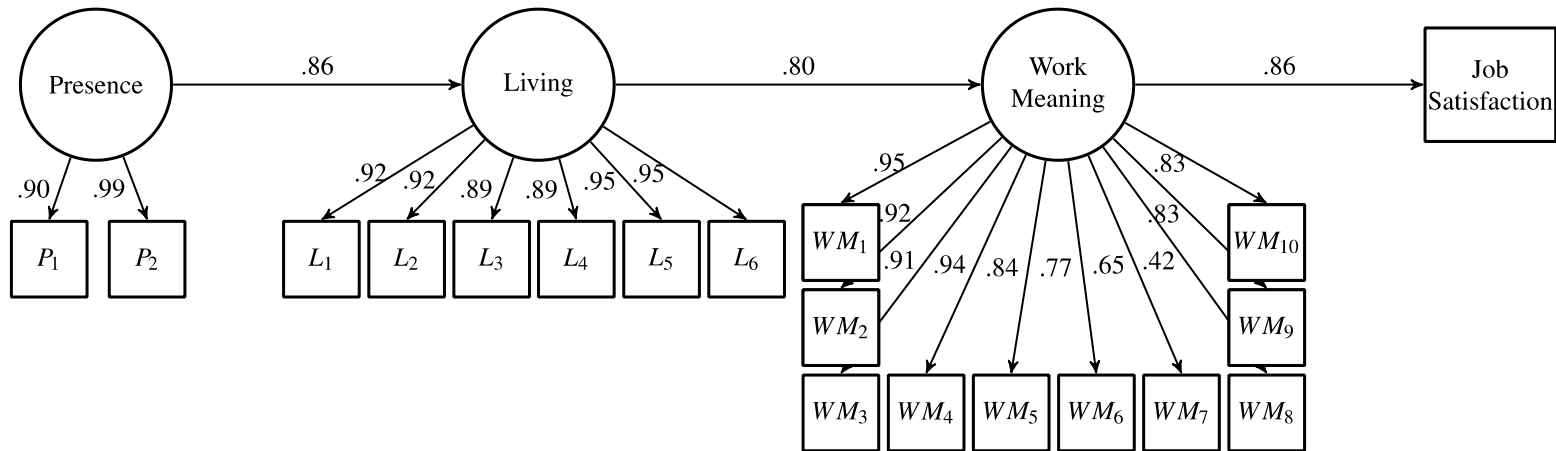 Presence
.86
Living
.80
Work
Meaning
.86
Job
Satisfaction
.90
.99
.92
.92
.89
.89
.95
.95
.95
.92
.91
.94
.84
.77
.65
.42
.83
.83
P1
P2
L1
L2
L3
L4
L5
L6
WM1
WM10
WM2
WM9
WM3
WM4
WM5
WM6
WM7
WM8